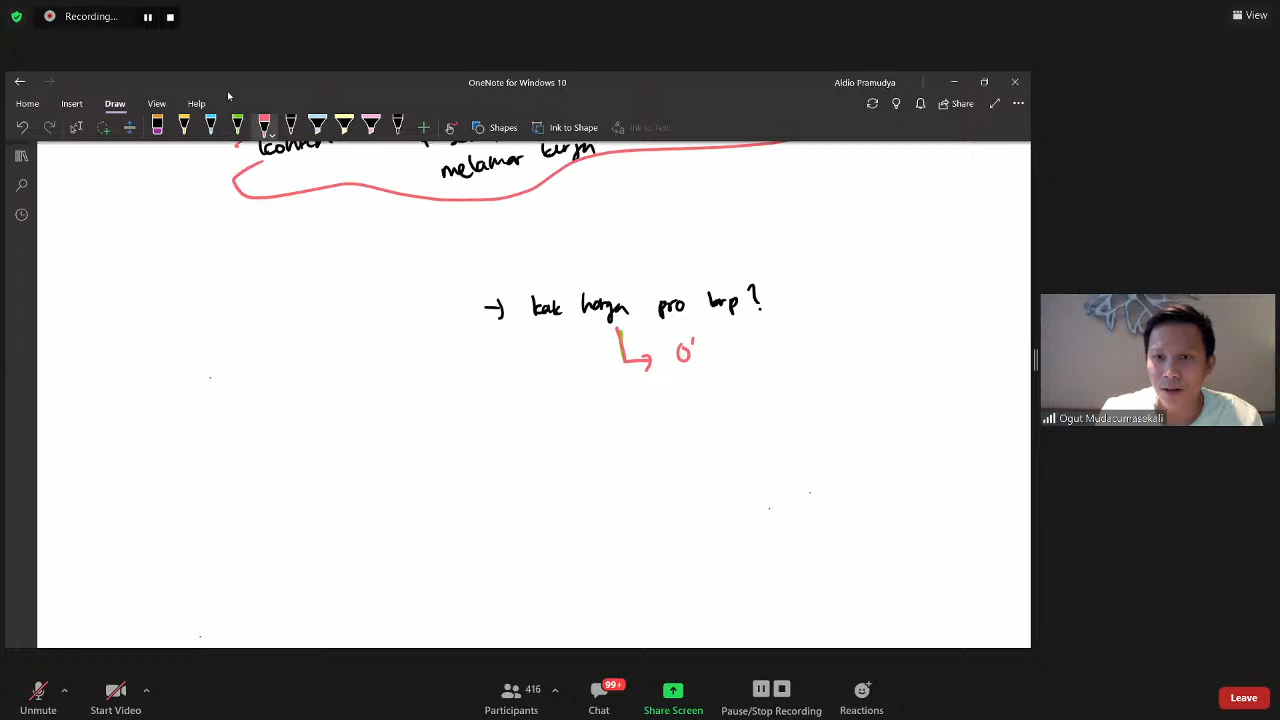 Recording...
View
OneNote for Windows 10
Aldio Pramudya
Home Insert Draw View Help
Share
Shapes Ink to Shape Ink to Text
melamar kerja
→ kak harga pro brp?
Ogut Mudacumasekali
Unmute
Start Video
416
Participants
99+
Chat
Share Screen
Pause/Stop Recording
Reactions
Leave